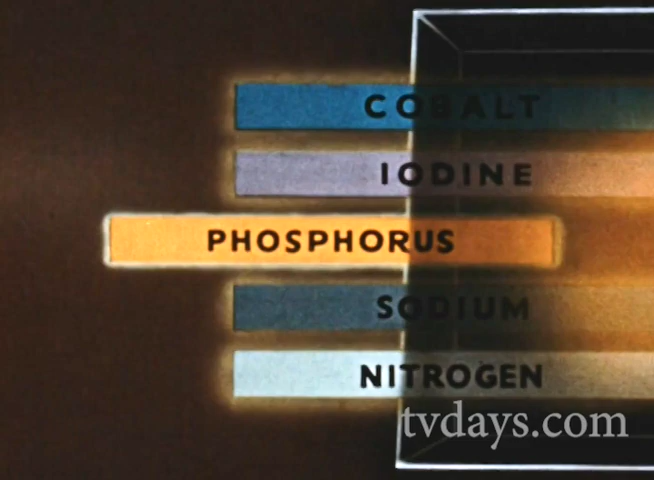 COBALT
IODINE
PHOSPHORUS
SODIUM
NITROGEN
tvdays.com